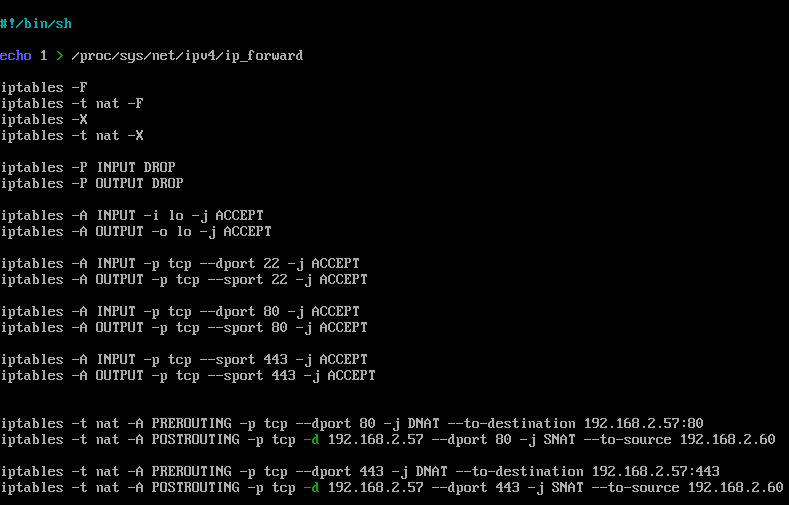 #!/bin/sh
echo 1 > /proc/sys/net/ipv4/ip_forward
iptables -F
iptables -t nat -F
iptables -X
iptables -t nat -X
iptables -P INPUT DROP
iptables -P OUTPUT DROP
iptables -A INPUT -i lo -j ACCEPT
iptables -A OUTPUT -o lo -j ACCEPT
iptables -A INPUT -p tcp --dport 22 -j ACCEPT
iptables -A OUTPUT -p tcp --sport 22 -j ACCEPT
iptables -A INPUT -p tcp --dport 80 -j ACCEPT
iptables -A OUTPUT -p tcp --sport 80 -j ACCEPT
iptables -A INPUT -p tcp --sport 443 -j ACCEPT
iptables -A OUTPUT -p tcp --sport 443 -j ACCEPT
iptables -t nat -A PREROUTING -p tcp --dport 80 -j DNAT --to-destination 192.168.2.57:80
iptables -t nat -A POSTROUTING -p tcp -d 192.168.2.57 --dport 80 -j SNAT --to-source 192.168.2.60
iptables -t nat -A PREROUTING -p tcp --dport 443 -j DNAT --to-destination 192.168.2.57:443
iptables -t nat -A POSTROUTING -p tcp -d 192.168.2.57 --dport 443 -j SNAT --to-source 192.168.2.60